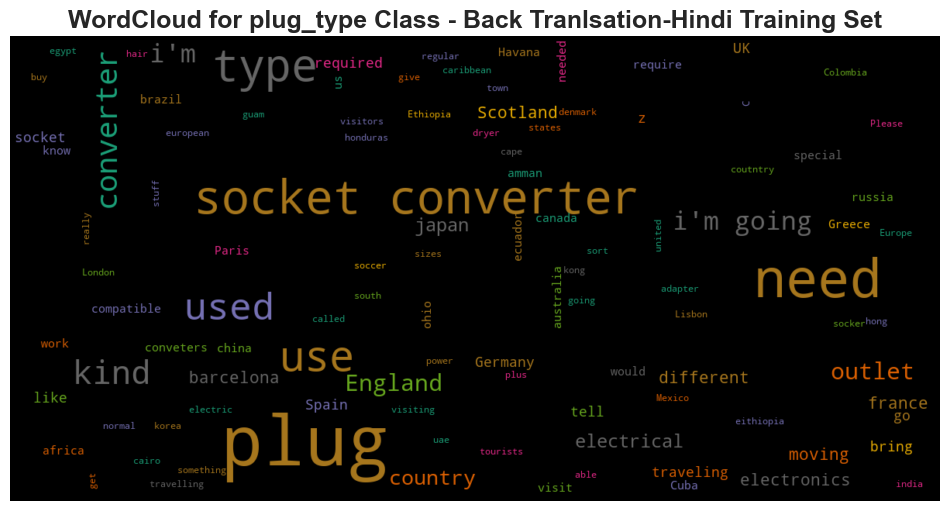 WordCloud for plug_type Class - Back Tranlsation-Hindi Training Set
egypt
hair
i'm
type
required
regular
Havana
needed
UK
require
caribbean
us
buy
give
Colombia
town
converter
brazil
guam
Ethiopia
Scotland
denmark
c
z
visitors
states
Please
socket
european
honduras
dryer
know
cape
special
amman
coutntry
stuff
socket converter
russia
japan
canada
i'm going
Greece
really
ecuador
united
Europe
Paris
sizes
sort
London
soccer
kong
need
going
adapter
compatible
used
south
australia
called
ohio
Lisbon
socker
hong
work
conveters
china
use
power
Germany
kind
barcelona
England
plus
would
different
outlet
like
Spain
electric
visiting
Mexico
france
tell
go
normal
korea
plug
eithiopia
africa
uae
electrical
bring
cairo
tourists
moving
something
country
able
traveling
get
travelling
visit
Cuba
electronics
india